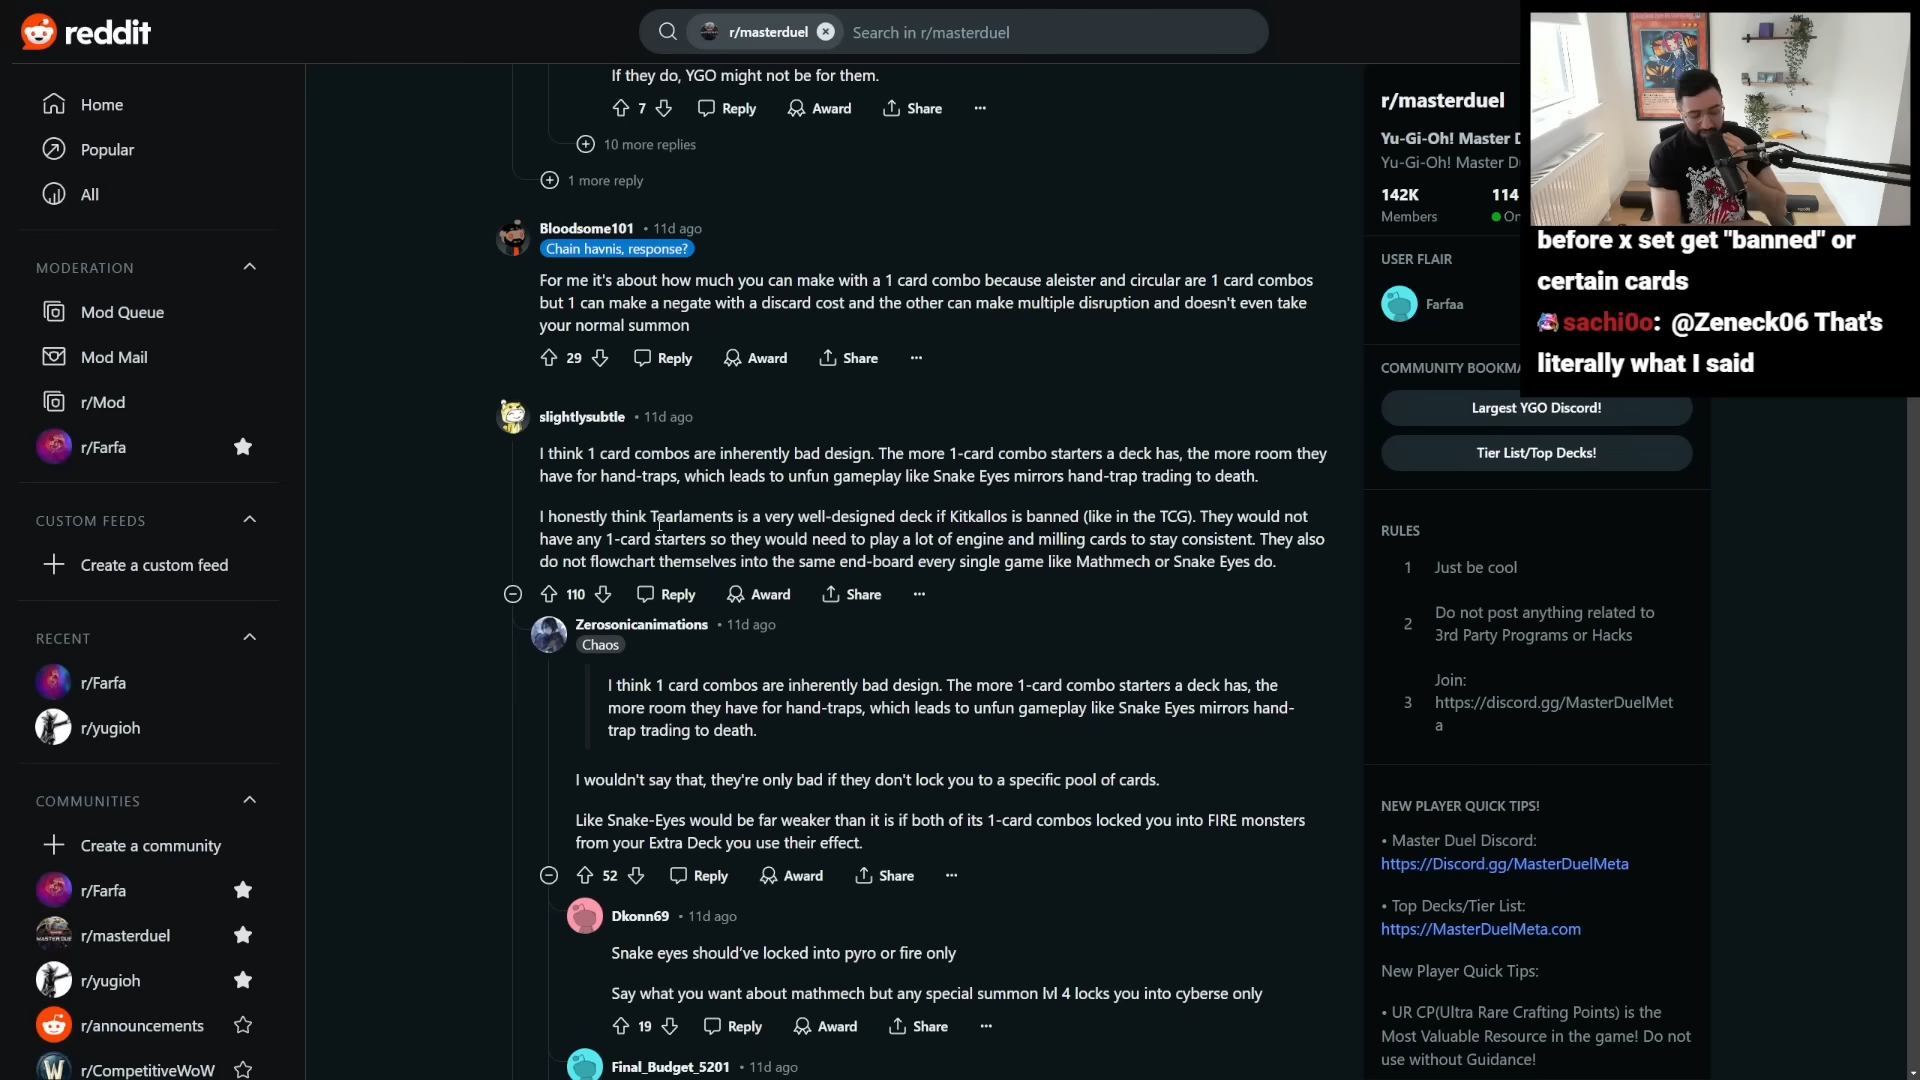 reddit
r/masterduel
Search in r/masterduel
Home
Popular
All
MODERATION
Mod Queue
Mod Mail
r/Mod
r/Farfa
CUSTOM FEEDS
Create a custom feed
RECENT
r/Farfa
r/yugioh
COMMUNITIES
Create a community
r/Farfa
r/masterduel
r/yugioh
r/announcements
r/CompetitiveWoW
If they do, YGO might not be for them.
7 Reply Award Share
10 more replies
1 more reply
Bloodsome101 • 11d ago
Chain havnis, response?
For me it's about how much you can make with a 1 card combo because aleister and circular are 1 card combos
but 1 can make a negate with a discard cost and the other can make multiple disruption and doesn't even take
your normal summon
29 Reply Award Share
slightlysubtle • 11d ago
I think 1 card combos are inherently bad design. The more 1-card combo starters a deck has, the more room they
have for hand-traps, which leads to unfun gameplay like Snake Eyes mirrors hand-trap trading to death.
I honestly think Tearlaments is a very well-designed deck if Kitkallos is banned (like in the TCG). They would not
have any 1-card starters so they would need to play a lot of engine and milling cards to stay consistent. They also
do not flowchart themselves into the same end-board every single game like Mathmech or Snake Eyes do.
110 Reply Award Share
Zerosonicanimations • 11d ago
Chaos
I think 1 card combos are inherently bad design. The more 1-card combo starters a deck has, the
more room they have for hand-traps, which leads to unfun gameplay like Snake Eyes mirrors hand-
trap trading to death.
I wouldn't say that, they're only bad if they don't lock you to a specific pool of cards.
Like Snake-Eyes would be far weaker than it is if both of its 1-card combos locked you into FIRE monsters
from your Extra Deck you use their effect.
52 Reply Award Share
Dkonn69 • 11d ago
Snake eyes should've locked into pyro or fire only
Say what you want about mathmech but any special summon lvl 4 locks you into cyberse only
19 Reply Award Share
Final_Budget_5201 • 11d ago
r/masterduel
Yu-Gi-Oh! Master D
Yu-Gi-Oh! Master D
142K 114
Members On
USER FLAIR
Farfaa
COMMUNITY BOOKMA
Largest YGO Discord!
Tier List/Top Decks!
RULES
1 Just be cool
2 Do not post anything related to
3rd Party Programs or Hacks
3 Join:
https://discord.gg/MasterDuelMet
a
NEW PLAYER QUICK TIPS!
• Master Duel Discord:
https://Discord.gg/MasterDuelMeta
• Top Decks/Tier List:
https://MasterDuelMeta.com
New Player Quick Tips:
• UR CP(Ultra Rare Crafting Points) is the
Most Valuable Resource in the game! Do not
use without Guidance!
before x set get "banned" or
certain cards
sachi0o: @Zeneck06 That's
literally what I said